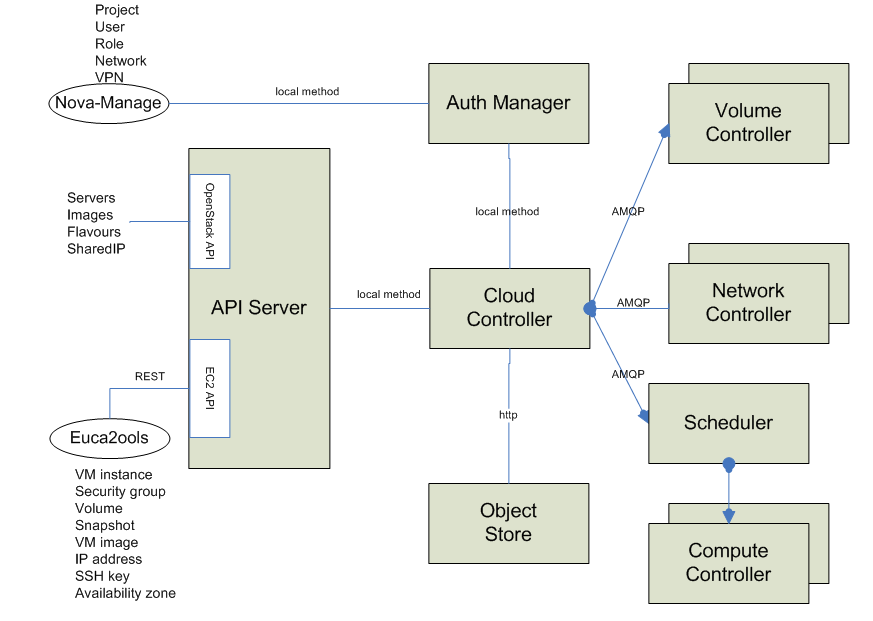 Project
User
Role
Network
VPN
Nova-Manage
local method
Auth Manager
Volume
Controller
Servers
Images
Flavours
SharedIP
OpenStack API
local method
AMQP
API Server
local method
Cloud
Controller
AMQP
Network
Controller
REST
EC2 API
AMQP
Euca2ools
http
Scheduler
VM instance
Security group
Volume
Snapshot
VM image
IP address
SSH key
Availability zone
Object
Store
Compute
Controller